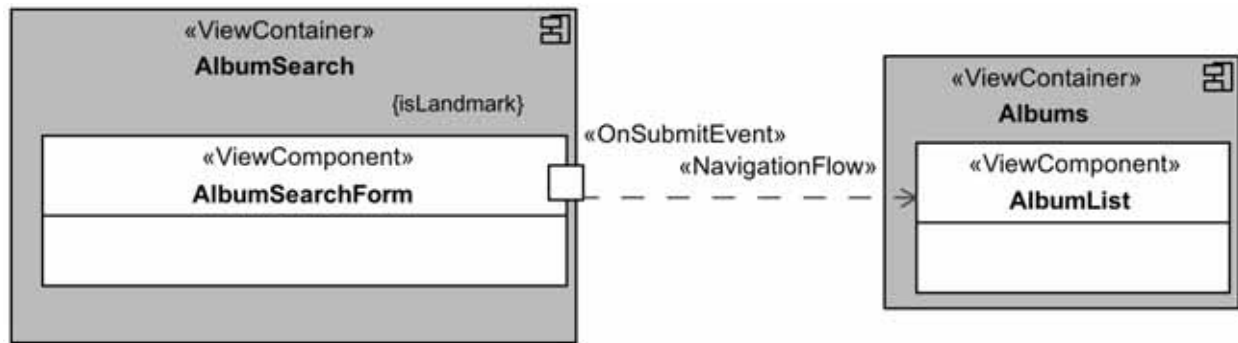 «ViewContainer»
AlbumSearch
{isLandmark}
«ViewComponent»
AlbumSearchForm
«OnSubmitEvent»
«NavigationFlow»
«ViewContainer»
Albums
«ViewComponent»
AlbumList